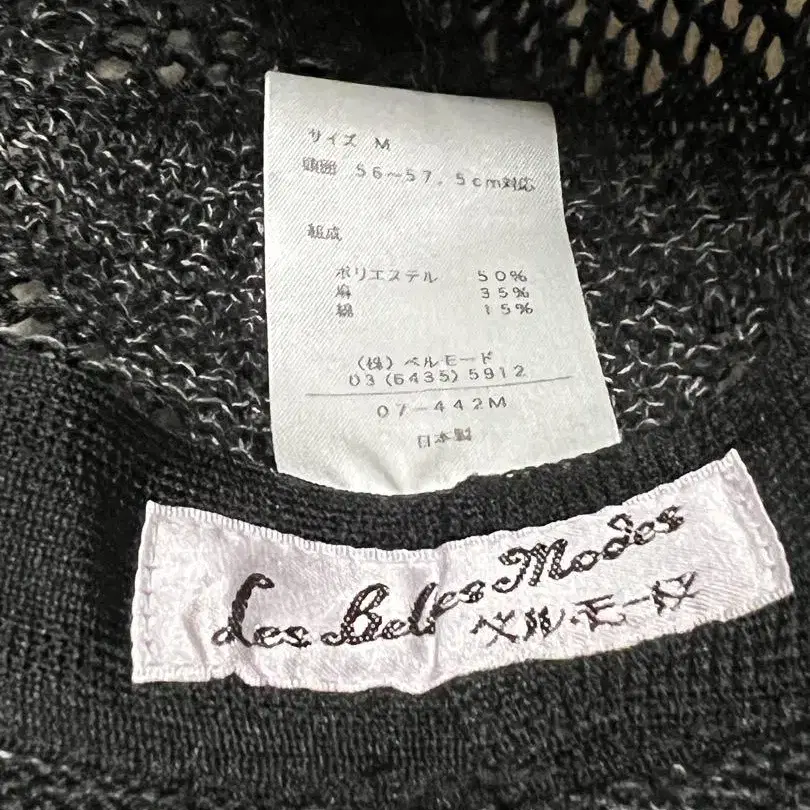 サイズ M
頭囲 56〜57.5cm対応
組成
ポリエステル 50%
麻 35%
綿 15%
(株)ベルモード
03(6435)5912
07-442M
日本製
Les Belles Modes
ベル・モード